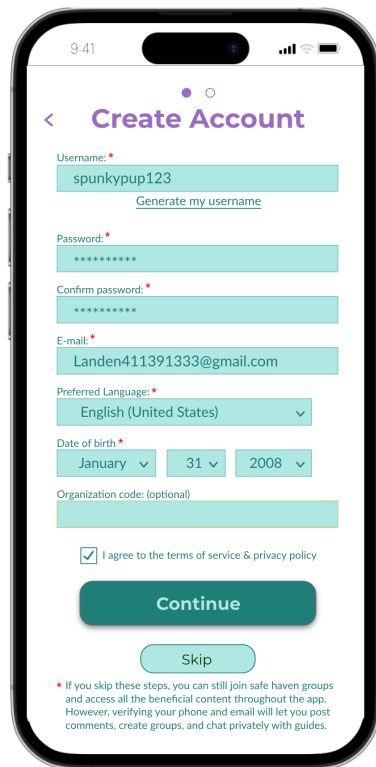 9:41
Create Account
Username: *
spunkypup123
Generate my username
Password: *
**********
Confirm password: *
**********
E-mail: *
Landen411391333@gmail.com
Preferred Language: *
English (United States)
Date of birth *
January 31 2008
Organization code: (optional)
I agree to the terms of service & privacy policy
Continue
Skip
* If you skip these steps, you can still join safe haven groups
and access all the beneficial content throughout the app.
However, verifying your phone and email will let you post
comments, create groups, and chat privately with guides.